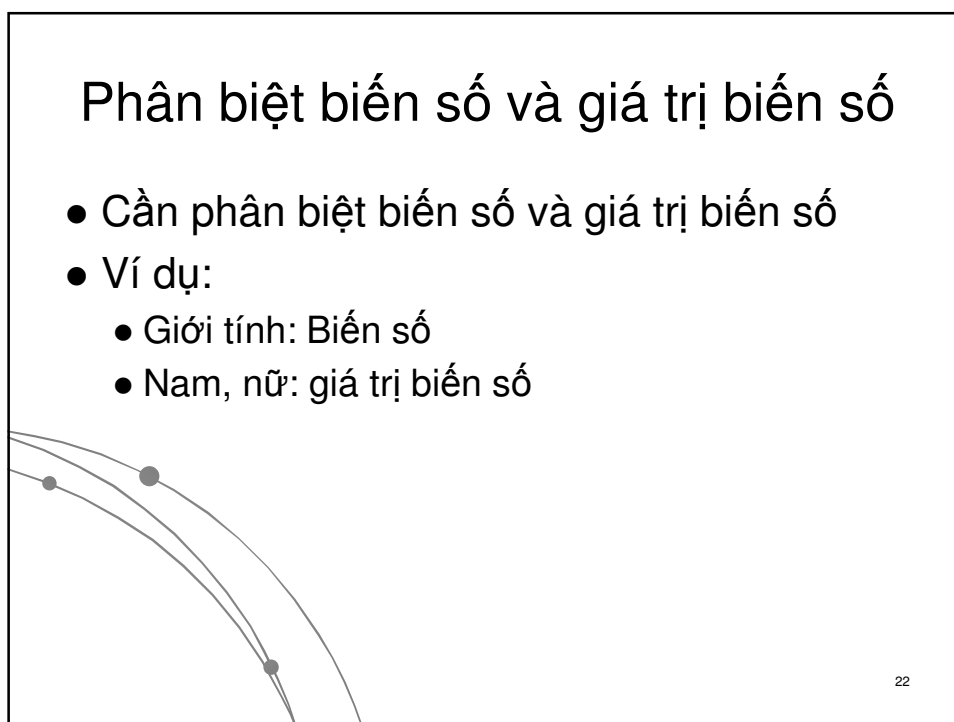 Phân biệt biến số và giá trị biến số
● Cần phân biệt biến số và giá trị biến số
● Ví dụ:
● Giới tính: Biến số
● Nam, nữ: giá trị biến số
22